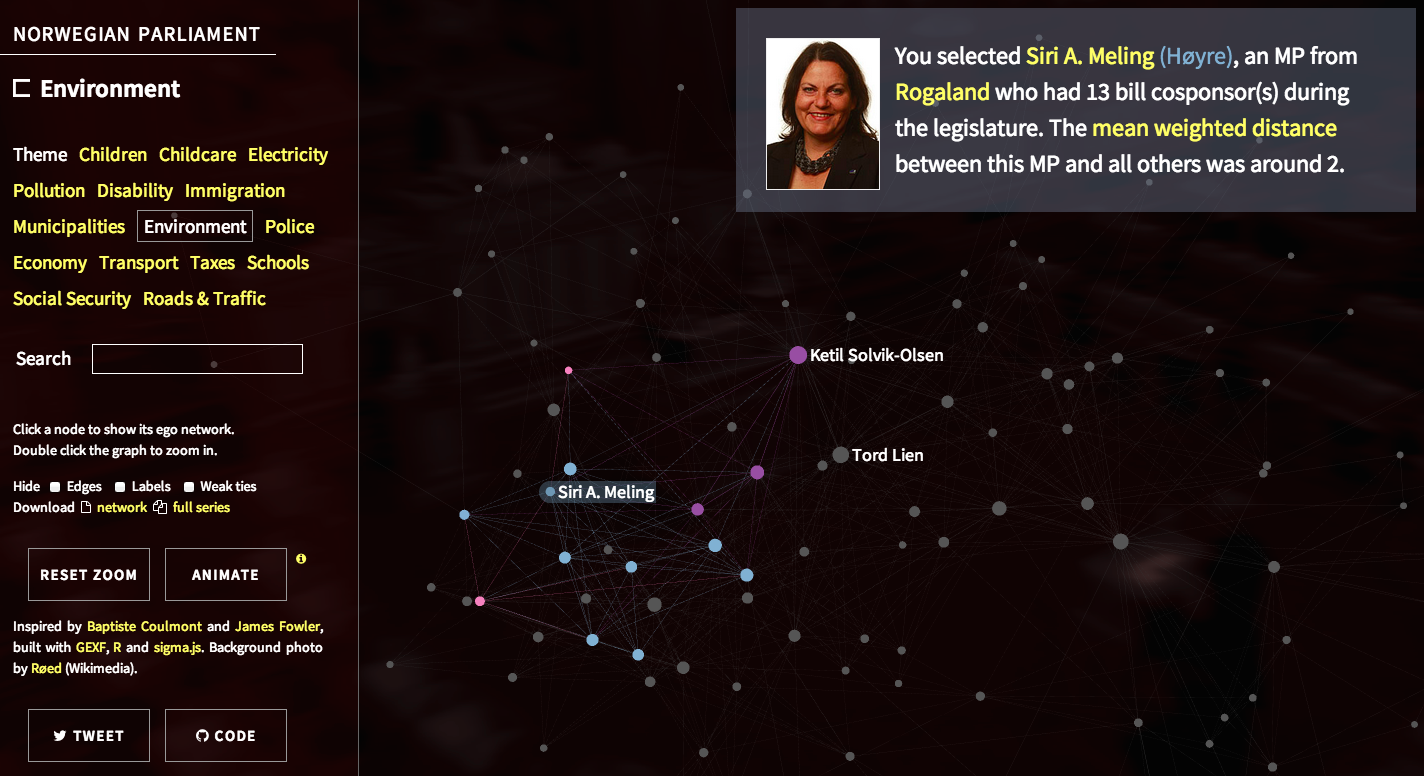 NORWEGIAN PARLIAMENT
Environment
Theme Children Childcare Electricity
Pollution Disability Immigration
Municipalities Environment Police
Economy Transport Taxes Schools
Social Security Roads & Traffic
Search
Click a node to show its ego network.
Double click the graph to zoom in.
Hide Edges Labels Weak ties
Download network full series
RESET ZOOM ANIMATE
Inspired by Baptiste Coulmont and James Fowler,
built with GEXF, R and sigma.js. Background photo
by Røed (Wikimedia).
TWEET CODE
You selected Siri A. Meling (Høyre), an MP from
Rogaland who had 13 bill cosponsor(s) during
the legislature. The mean weighted distance
between this MP and all others was around 2.
Ketil Solvik-Olsen
Tord Lien
Siri A. Meling